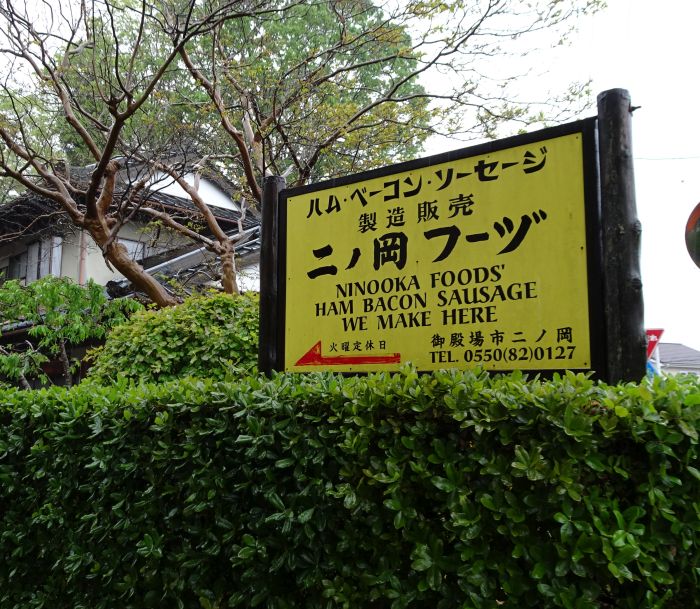 ハム・ベーコン・ソーセージ
製造販売
二ノ岡フーヅ
NINOOKA FOODS'
HAM BACON SAUSAGE
WE MAKE HERE
火曜定休日
御殿場市二ノ岡
TEL. 0550(82)0127